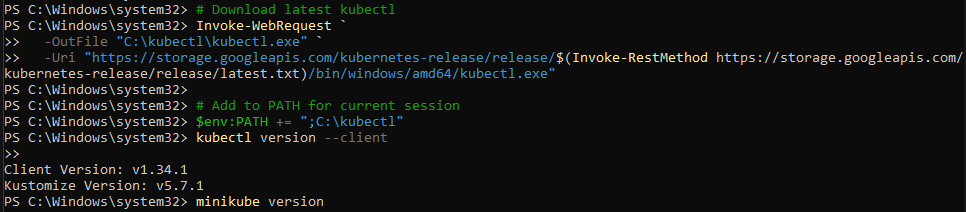 PS C:\Windows\system32> # Download latest kubectl
PS C:\Windows\system32> Invoke-WebRequest `
>>   -OutFile "C:\kubectl\kubectl.exe" `
>>   -Uri "https://storage.googleapis.com/kubernetes-release/release/$(Invoke-RestMethod https://storage.googleapis.com/
kubernetes-release/release/latest.txt)/bin/windows/amd64/kubectl.exe"
PS C:\Windows\system32>
PS C:\Windows\system32> # Add to PATH for current session
PS C:\Windows\system32> $env:PATH += ";C:\kubectl"
PS C:\Windows\system32> kubectl version --client
>>
Client Version: v1.34.1
Kustomize Version: v5.7.1
PS C:\Windows\system32> minikube version